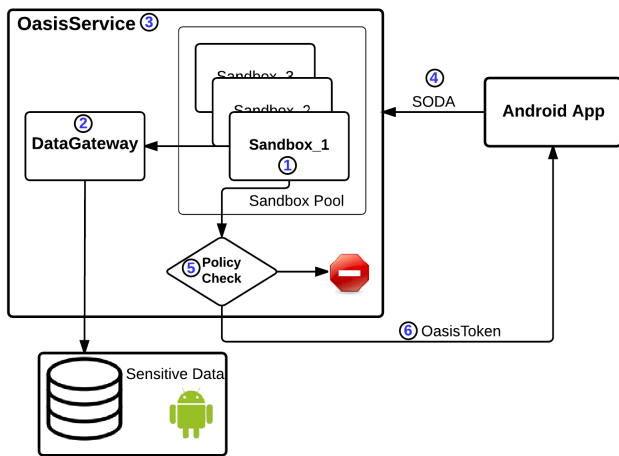 OasisService 3
Sandbox_3
Sandbox_2
Sandbox_1
1
Sandbox Pool
2
DataGateway
4
SODA
Android App
5 Policy
Check
6 OasisToken
Sensitive Data